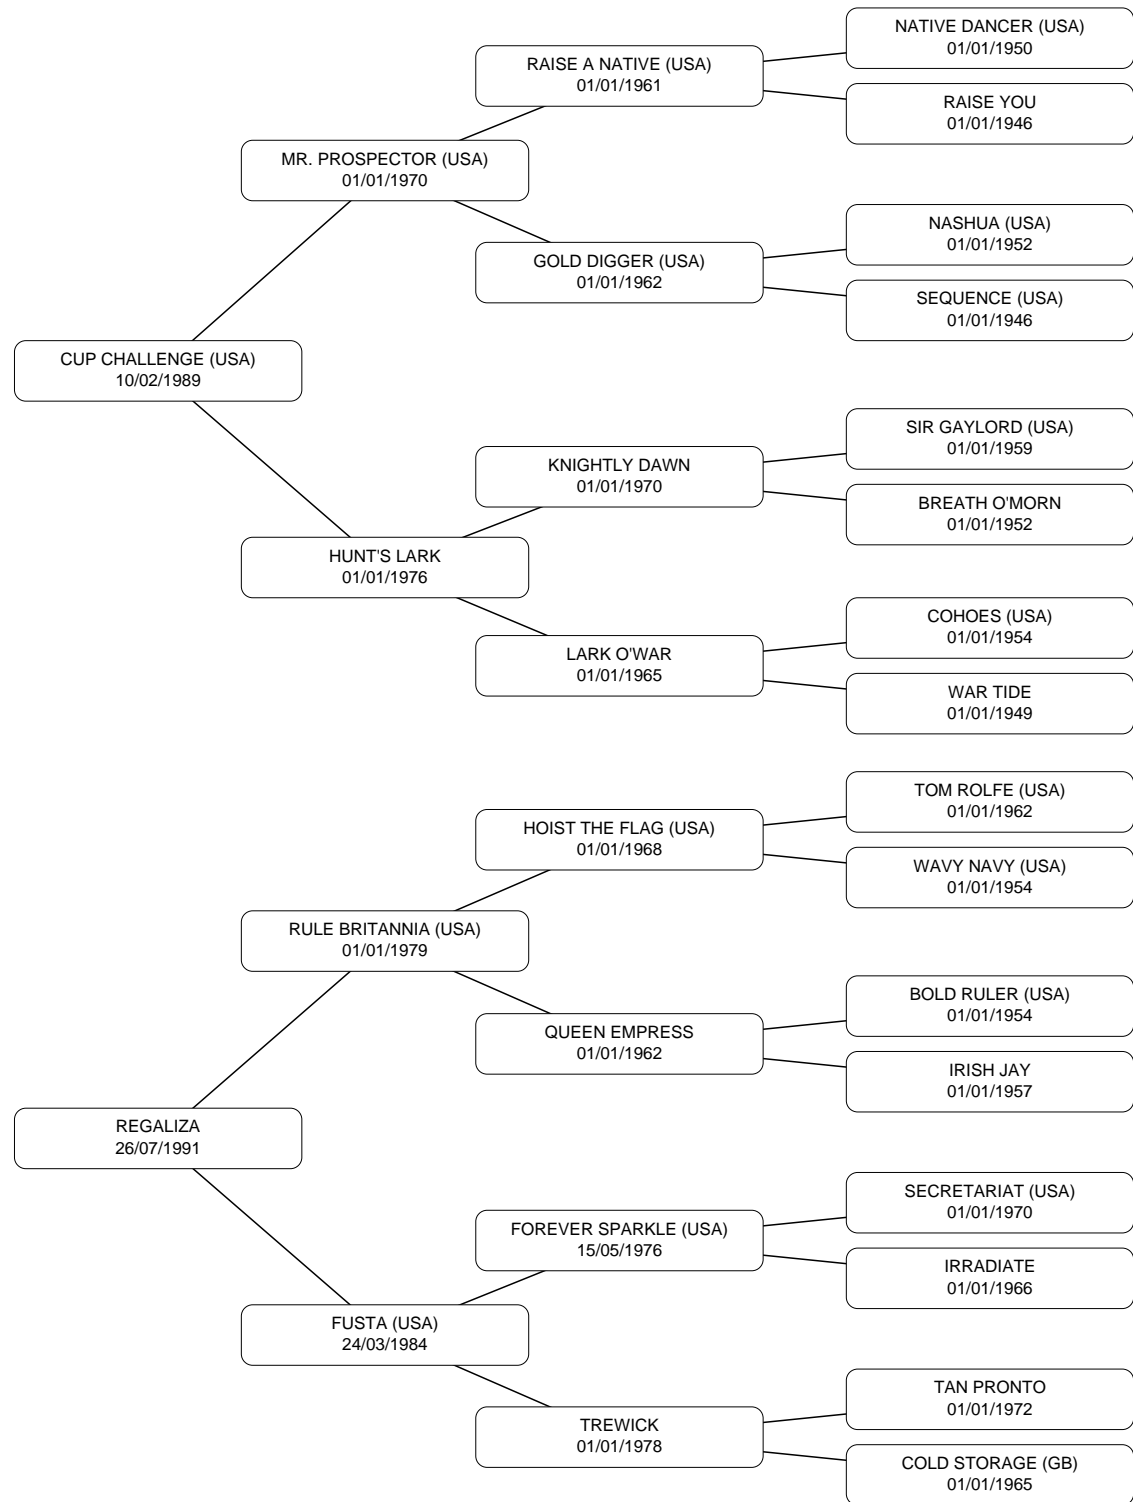 NATIVE DANCER (USA)
01/01/1950
RAISE A NATIVE (USA)
01/01/1961
RAISE YOU
01/01/1946
MR. PROSPECTOR (USA)
01/01/1970
NASHUA (USA)
01/01/1952
GOLD DIGGER (USA)
01/01/1962
SEQUENCE (USA)
01/01/1946
CUP CHALLENGE (USA)
10/02/1989
SIR GAYLORD (USA)
01/01/1959
KNIGHTLY DAWN
01/01/1970
BREATH O'MORN
01/01/1952
HUNT'S LARK
01/01/1976
COHOES (USA)
01/01/1954
LARK O'WAR
01/01/1965
WAR TIDE
01/01/1949
TOM ROLFE (USA)
01/01/1962
HOIST THE FLAG (USA)
01/01/1968
WAVY NAVY (USA)
01/01/1954
RULE BRITANNIA (USA)
01/01/1979
BOLD RULER (USA)
01/01/1954
QUEEN EMPRESS
01/01/1962
IRISH JAY
01/01/1957
REGALIZA
26/07/1991
SECRETARIAT (USA)
01/01/1970
FOREVER SPARKLE (USA)
15/05/1976
IRRADIATE
01/01/1966
FUSTA (USA)
24/03/1984
TAN PRONTO
01/01/1972
TREWICK
01/01/1978
COLD STORAGE (GB)
01/01/1965